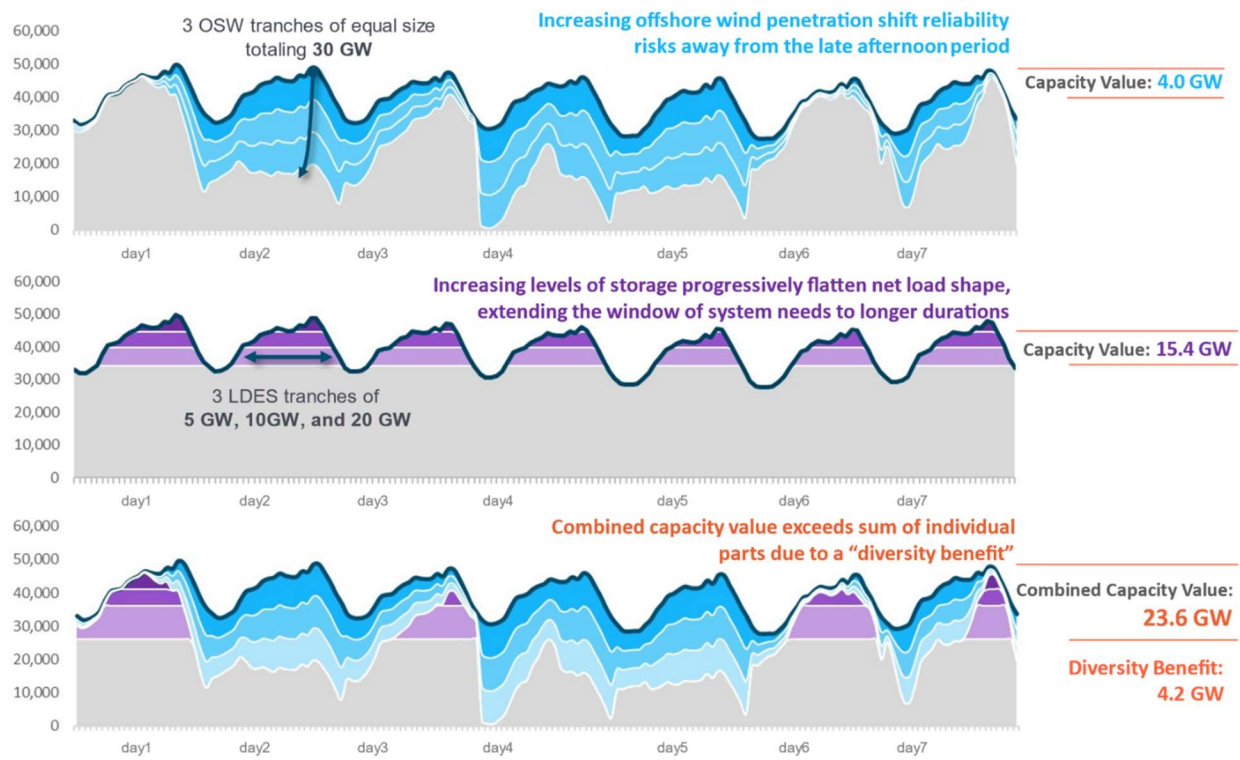 60,000
50,000
40,000
30,000
20,000
10,000
0
3 OSW tranches of equal size
totaling 30 GW
Increasing offshore wind penetration shift reliability
risks away from the late afternoon period
Capacity Value: 4.0 GW
day1 day2 day3 day4 day5 day6 day7
60,000
50,000
40,000
30,000
20,000
10,000
0
Increasing levels of storage progressively flatten net load shape,
extending the window of system needs to longer durations
3 LDES tranches of
5 GW, 10GW, and 20 GW
Capacity Value: 15.4 GW
day1 day2 day3 day4 day5 day6 day7
60,000
50,000
40,000
30,000
20,000
10,000
0
Combined capacity value exceeds sum of individual
parts due to a “diversity benefit”
Combined Capacity Value:
23.6 GW
Diversity Benefit:
4.2 GW
day1 day2 day3 day4 day5 day6 day7